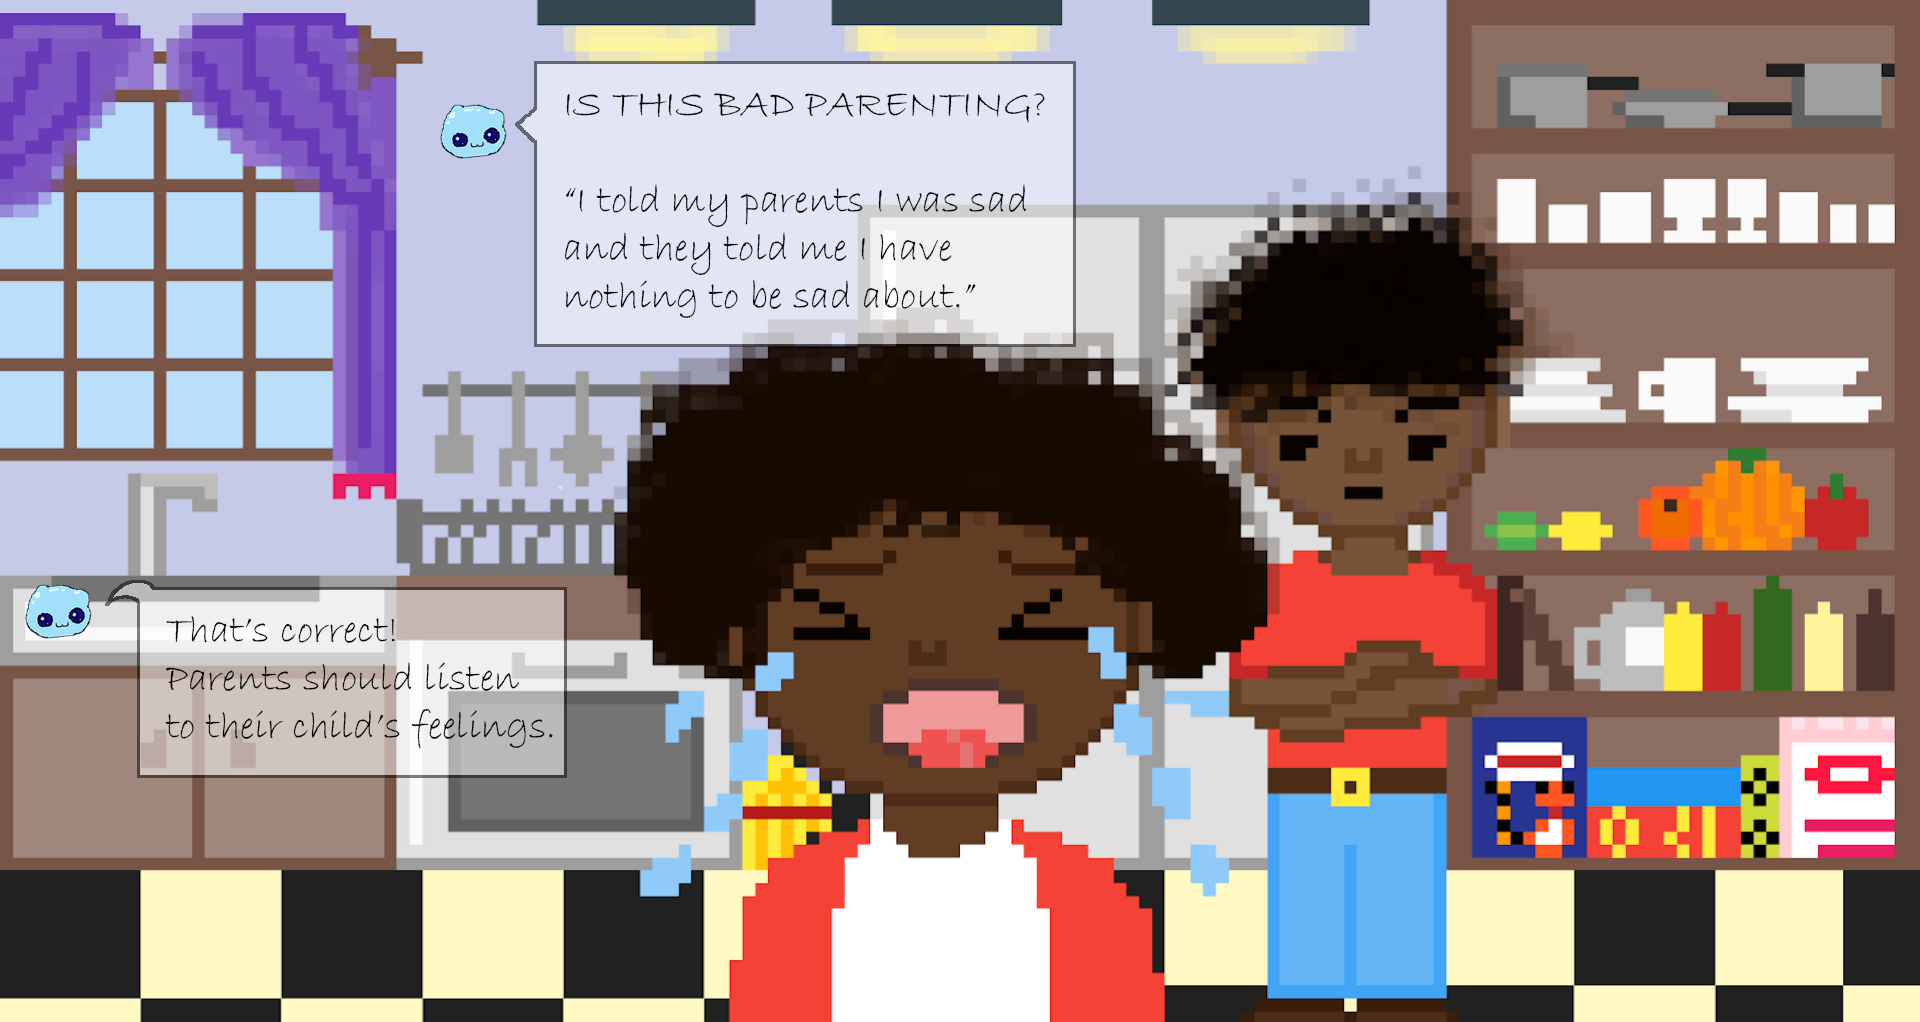 IS THIS BAD PARENTING?
“I told my parents I was sad
and they told me I have
nothing to be sad about.”
That’s correct!
Parents should listen
to their child’s feelings.